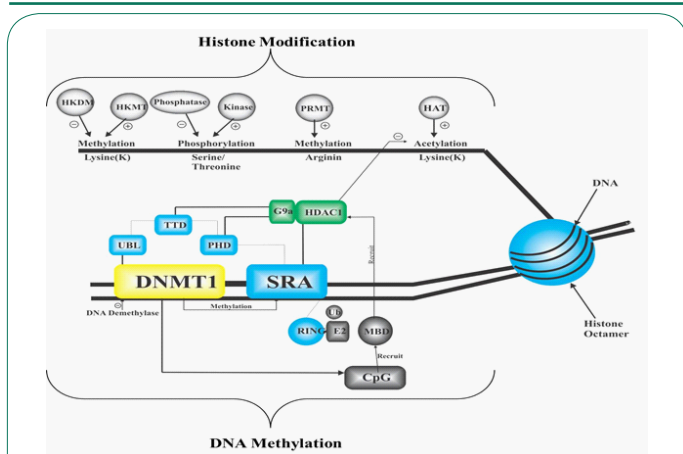 Histone Modification
HKDM
HKMT
Phosphatase
Kinase
PRMT
HAT
Methylation
Lysine(K)
Phosphorylation
Serine/
Threonine
Methylation
Arginin
Acetylation
Lysine(K)
DNA
G9a
HDAC1
TTD
UBL
PHD
DNMT1
SRA
Recruit
Methylation
DNA Demethylase
Ub
RING
E2
MBD
Recruit
CpG
Histone
Octamer
DNA Methylation